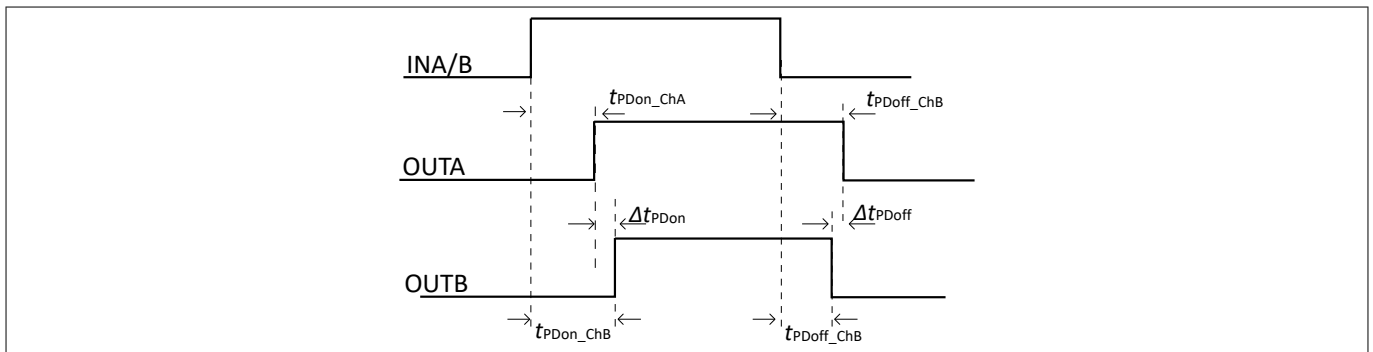 INA/B
tPDon_ChA
tPDoff_ChB
OUTA
ΔtPDon
ΔtPDoff
OUTB
tPDon_ChB
tPDoff_ChB